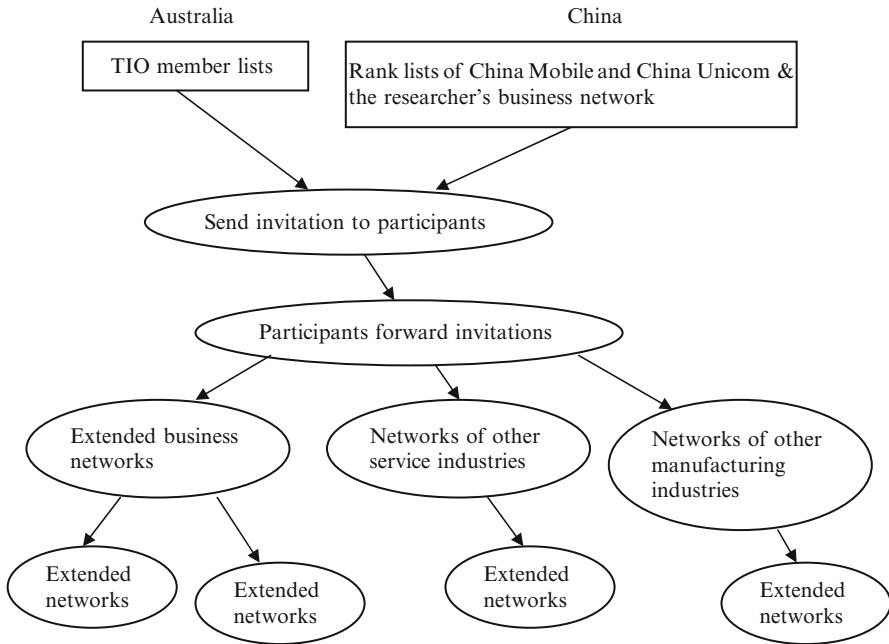 Australia
China
TIO member lists
Rank lists of China Mobile and China Unicom &
the researcher's business network
Send invitation to participants
Participants forward invitations
Extended business
networks
Networks of other
service industries
Networks of other
manufacturing
industries
Extended
networks
Extended
networks
Extended
networks
Extended
networks